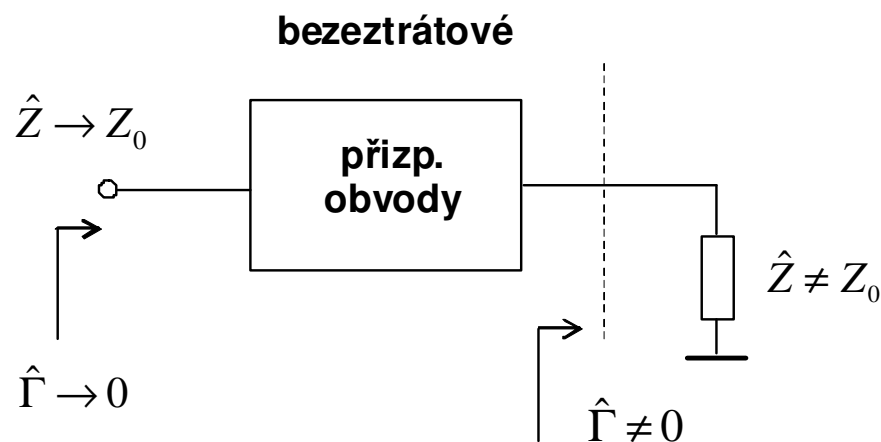 bezeztrátové
Ẑ → Z₀
přizp.
obvody
Ẑ ≠ Z₀
Γ̂ → 0
Γ̂ ≠ 0